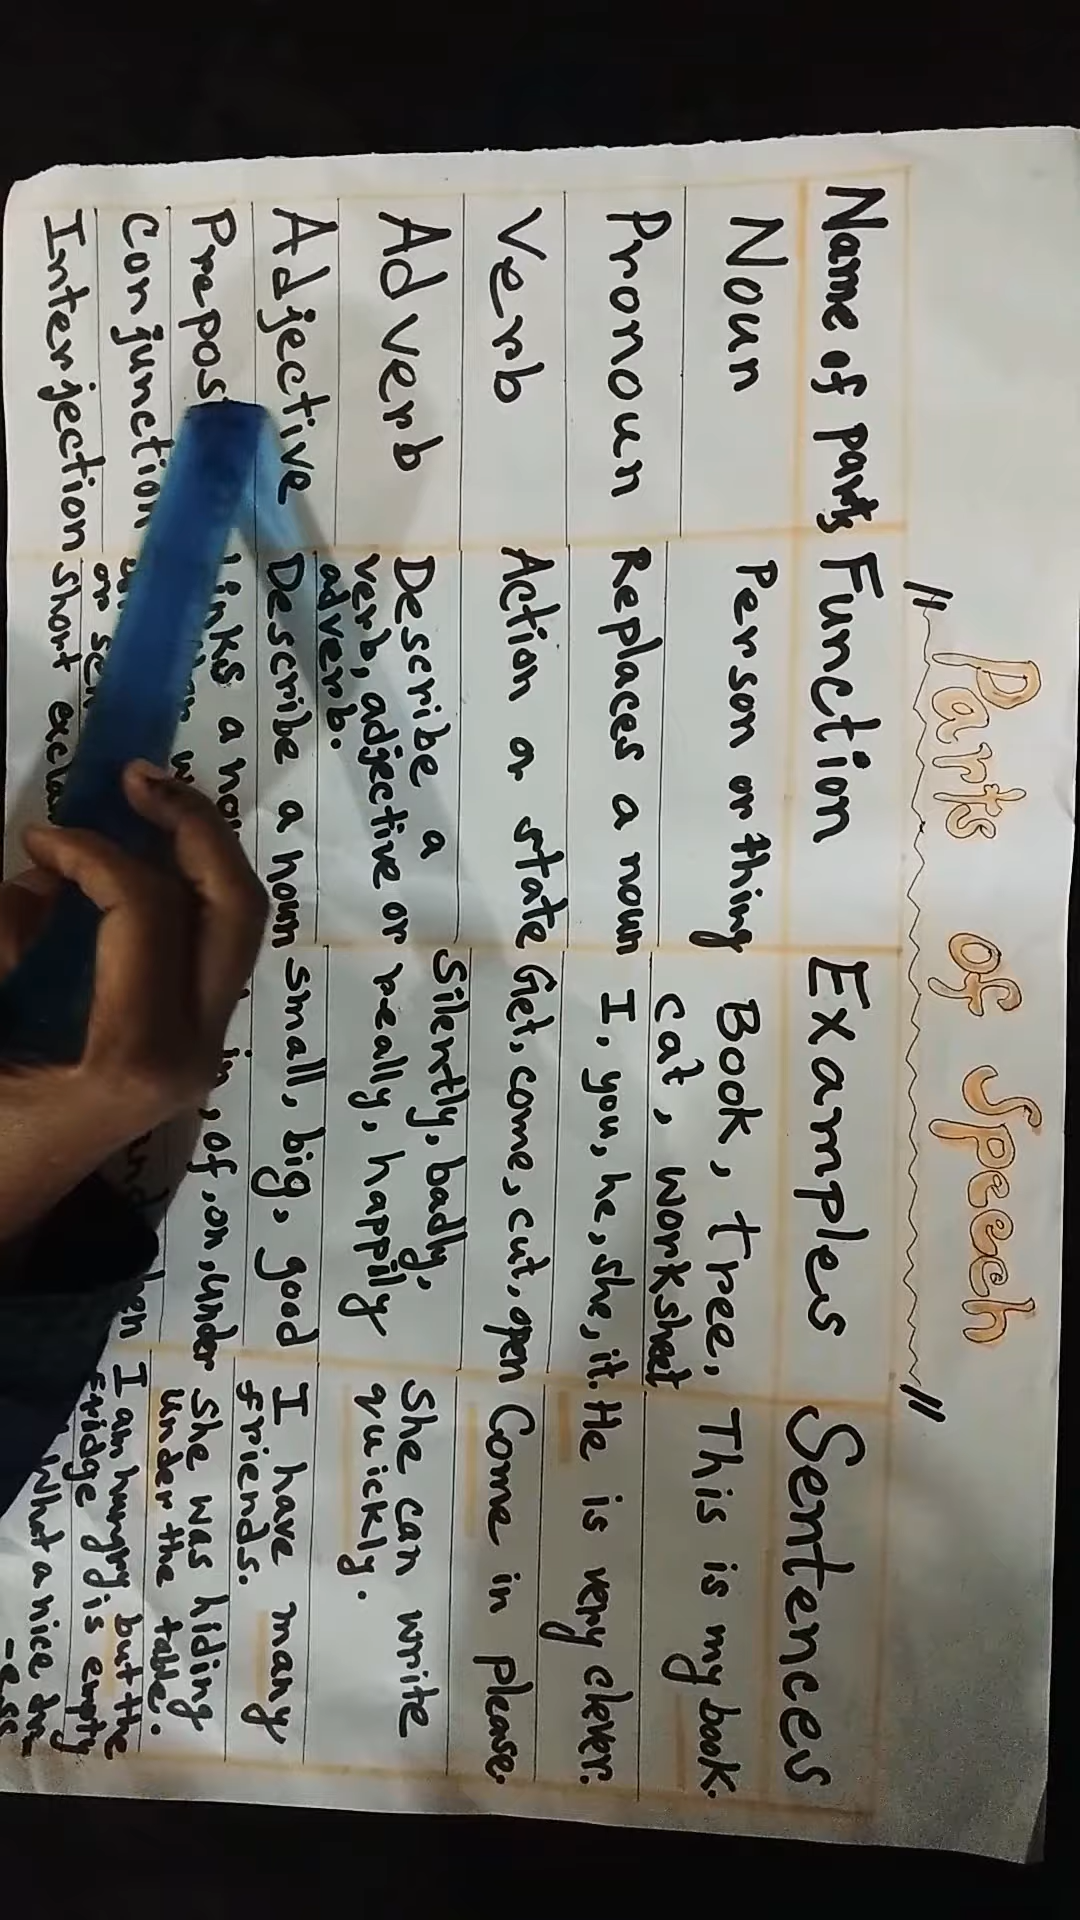 Parts of Speech
Name of parts Function Examples Sentences
Noun Person or thing Book, tree, This is my book.
cat, worksheet
Pronoun Replaces a noun I, you, he, she, it. He is very clever.
Verb Action or state Get, come, cut, open Come in please.
Adverb Describe a Silently, badly, She can write
verb, adjective or really, happily quickly.
adverb.
Adjective Describe a noun small, big, good I have many
friends.
links a in, of, on, under She was hiding
under the table.
Conjunction I am hungry but the
or fridge is empty
Interjection short What a nice